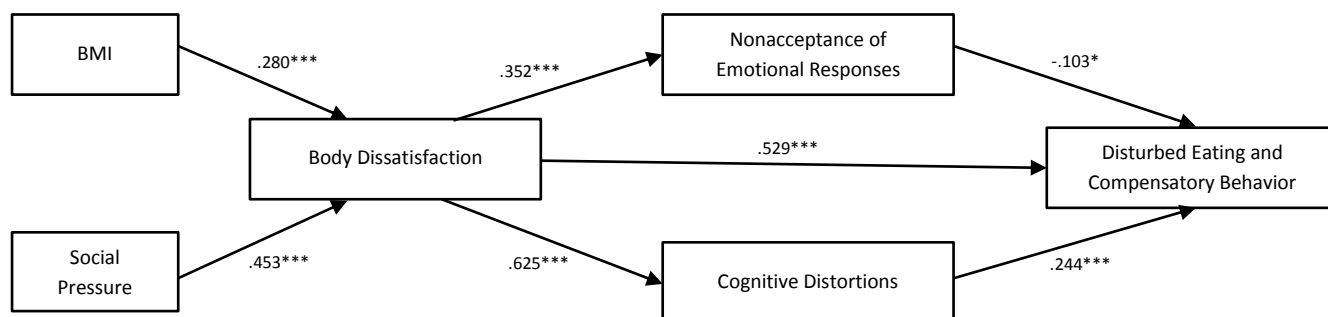 BMI
Social
Pressure
.280***
.453***
Body Dissatisfaction
.352***
.625***
Nonacceptance of
Emotional Responses
.529***
Cognitive Distortions
-.103*
.244***
Disturbed Eating and
Compensatory Behavior